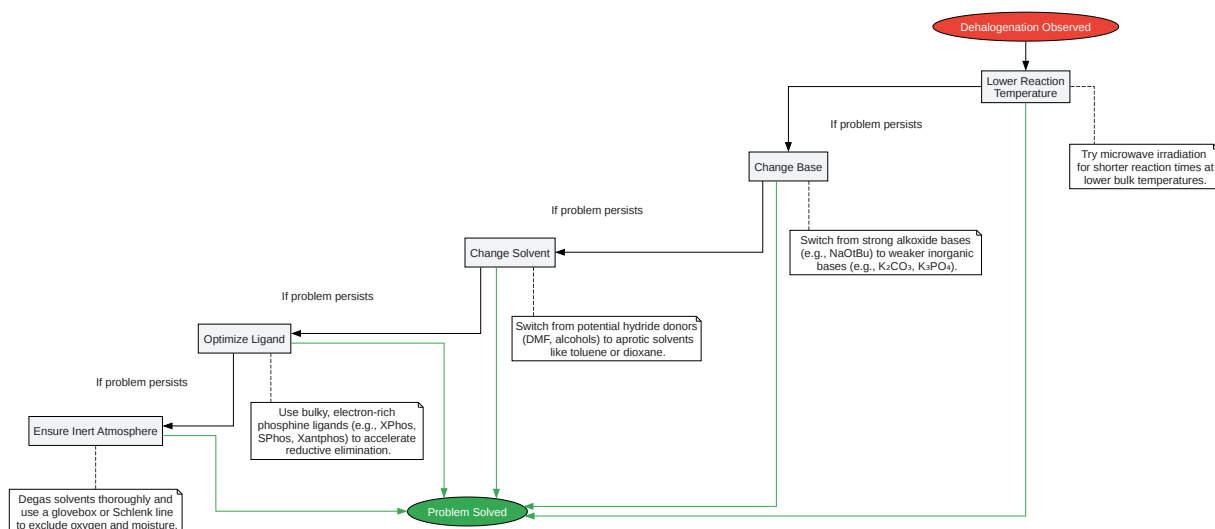 Dehalogenation Observed
Lower Reaction
Temperature
If problem persists
Try microwave irradiation
for shorter reaction times at
lower bulk temperatures.
Change Base
If problem persists
Switch from strong alkoxide bases
(e.g., NaOtBu) to weaker inorganic
bases (e.g., K₂CO₃, K₃PO₄).
Change Solvent
If problem persists
Switch from potential hydride donors
(DMF, alcohols) to aprotic solvents
like toluene or dioxane.
Optimize Ligand
If problem persists
Use bulky, electron-rich
phosphine ligands (e.g., XPhos,
SPhos, Xantphos) to accelerate
reductive elimination.
Ensure Inert Atmosphere
Degas solvents thoroughly and
use a glovebox or Schlenk line
to exclude oxygen and moisture.
Problem Solved